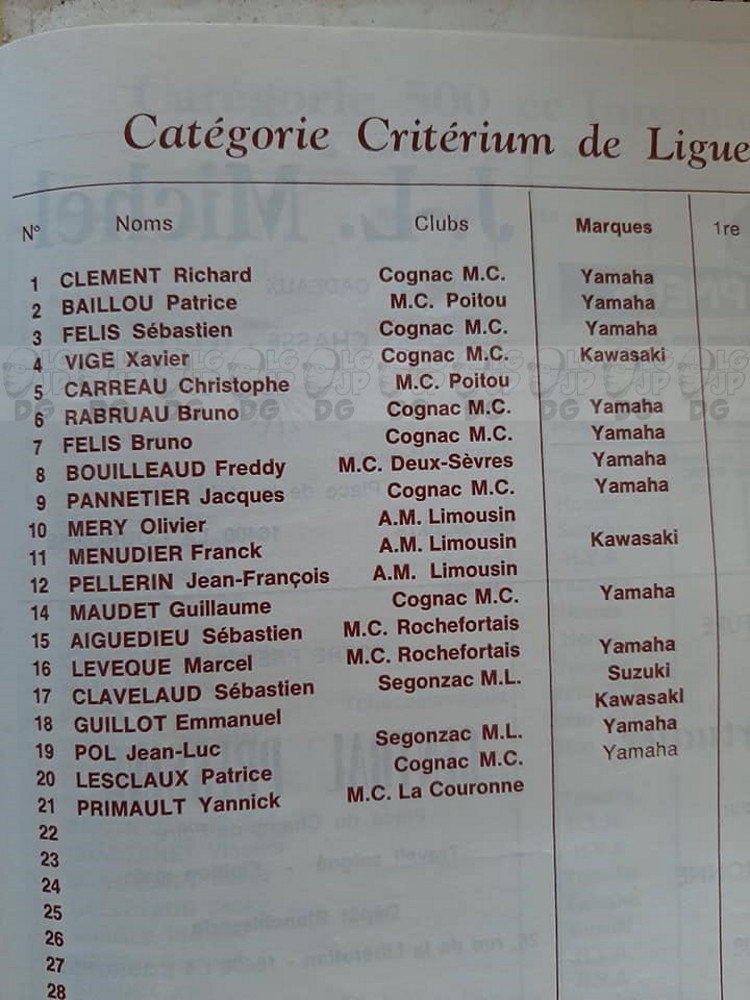 Catégorie Critérium de Ligue
N° Noms Clubs Marques 1re
1 CLEMENT Richard Cognac M.C. Yamaha
2 BAILLOU Patrice M.C. Poitou Yamaha
3 FELIS Sébastien Cognac M.C. Yamaha
4 VIGE Xavier Cognac M.C. Kawasaki
5 CARREAU Christophe M.C. Poitou
6 RABRUAU Bruno Cognac M.C. Yamaha
7 FELIS Bruno Cognac M.C. Yamaha
8 BOUILLEAUD Freddy M.C. Deux-Sèvres Yamaha
9 PANNETIER Jacques Cognac M.C. Yamaha
10 MERY Olivier A.M. Limousin
11 MENUDIER Franck A.M. Limousin Kawasaki
12 PELLERIN Jean-François A.M. Limousin
14 MAUDET Guillaume Cognac M.C. Yamaha
15 AIGUEDIEU Sébastien M.C. Rochefortais
16 LEVEQUE Marcel M.C. Rochefortais Yamaha
17 CLAVELAUD Sébastien Segonzac M.L. Suzuki
18 GUILLOT Emmanuel Kawasaki
19 POL Jean-Luc Segonzac M.L. Yamaha
20 LESCLAUX Patrice Cognac M.C. Yamaha
21 PRIMAULT Yannick M.C. La Couronne
22
23
24
25
26
27
28